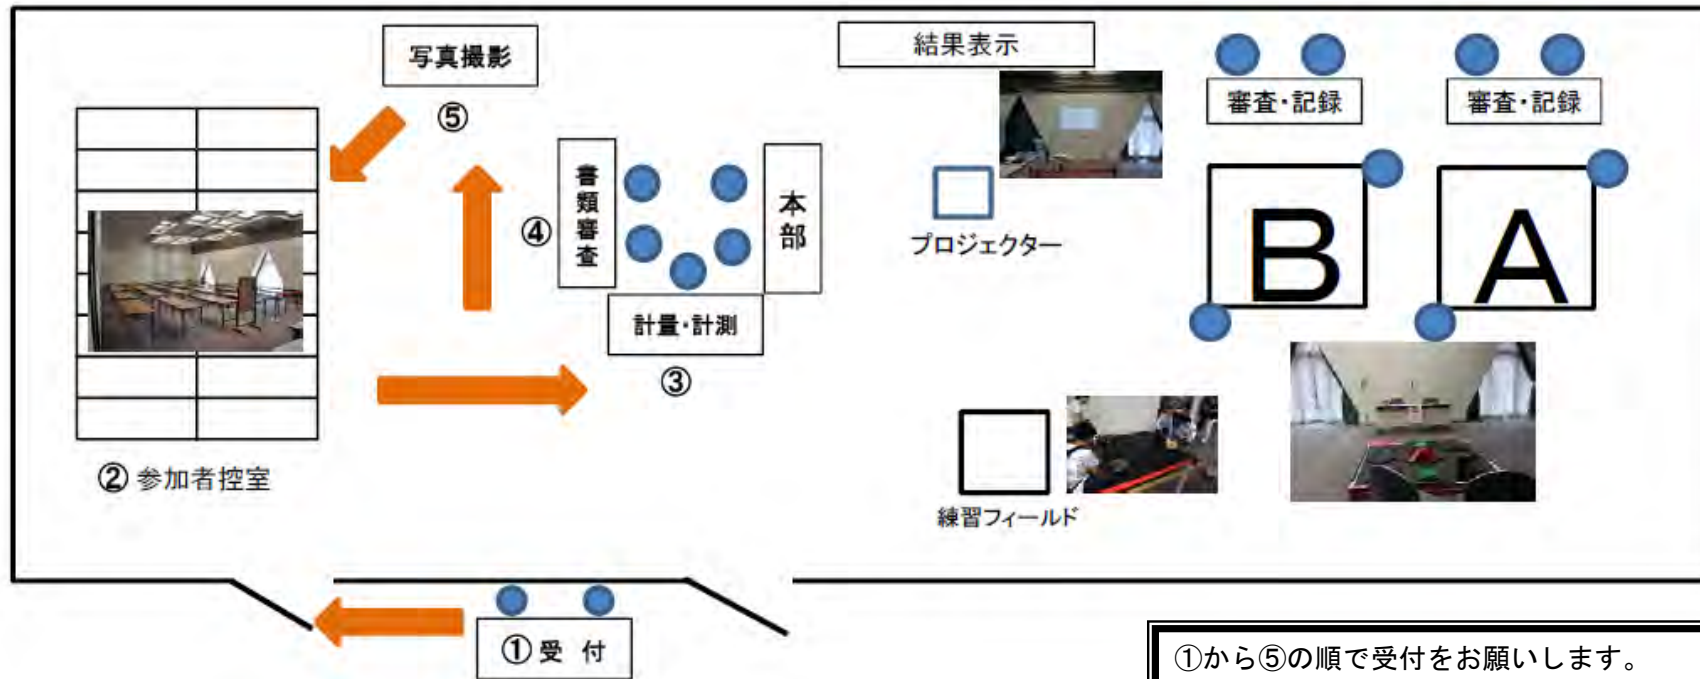 写真撮影
⑤
結果表示
審査・記録
審査・記録
書類審査
④
本部
計量・計測
③
プロジェクター
B
A
② 参加者控室
練習フィールド
①受 付
①から⑤の順で受付をお願いします。